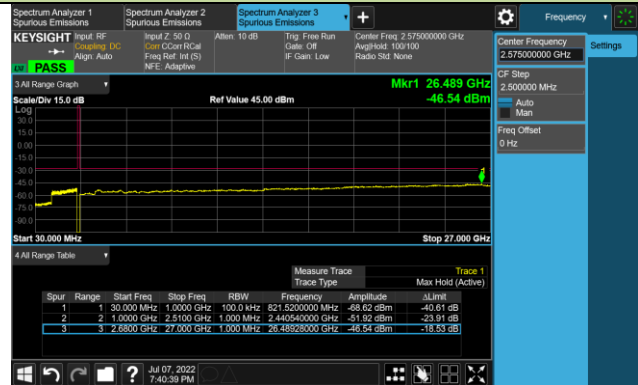 Spectrum Analyzer 1
Spurious Emissions
Spectrum Analyzer 2
Spurious Emissions
Spectrum Analyzer 3
Spurious Emissions
Frequency
KEYSIGHT
Input: RF
Coupling: DC
Align: Auto
Input Z: 50 Ω
Corr CCorr RCal
Freq Ref: Int (S)
NFE: Adaptive
Atten: 10 dB
Trig: Free Run
Gate: Off
IF Gain: Low
Center Freq: 2.575000000 GHz
Avg|Hold: 100/100
Radio Std: None
PASS
Center Frequency
2.575000000 GHz
Settings
CF Step
2.500000 MHz
Auto
Man
Freq Offset
0 Hz
3 All Range Graph
Mkr1 26.489 GHz
Scale/Div 15.0 dB
Ref Value 45.00 dBm
-46.54 dBm
Log
30.0
15.0
0.00
-15.0
-30.0
-45.0
-60.0
-75.0
-90.0
1
Start 30.000 MHz
Stop 27.000 GHz
4 All Range Table
Measure Trace Trace 1
Trace Type Max Hold (Active)
Spur Range Start Freq Stop Freq RBW Frequency Amplitude ΔLimit
1 1 30.000 MHz 1.0000 GHz 100.0 kHz 821.5200000 MHz -68.62 dBm -40.61 dB
2 2 1.0000 GHz 2.5100 GHz 1.000 MHz 2.440540000 GHz -51.92 dBm -23.91 dB
3 3 2.6800 GHz 27.000 GHz 1.000 MHz 26.48928000 GHz -46.54 dBm -18.53 dB
?
Jul 07, 2022
7:40:39 PM